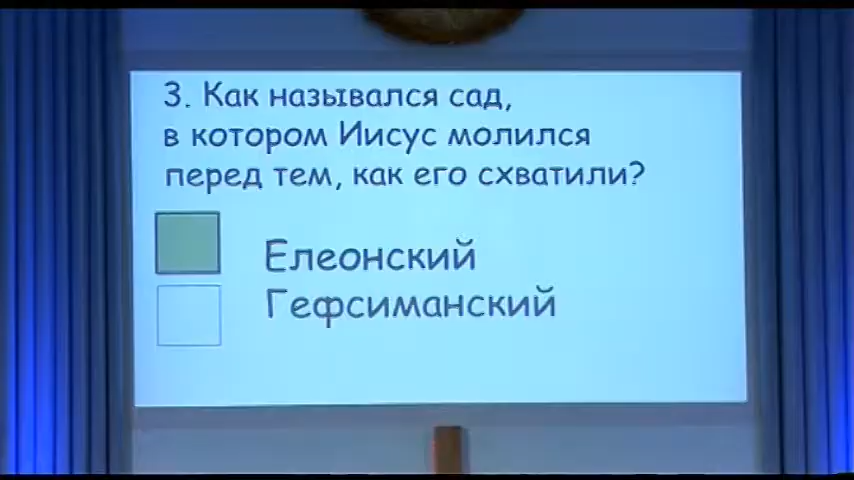 3. Как назывался сад,
в котором Иисус молился
перед тем, как его схватили?
Елеонский
Гефсиманский